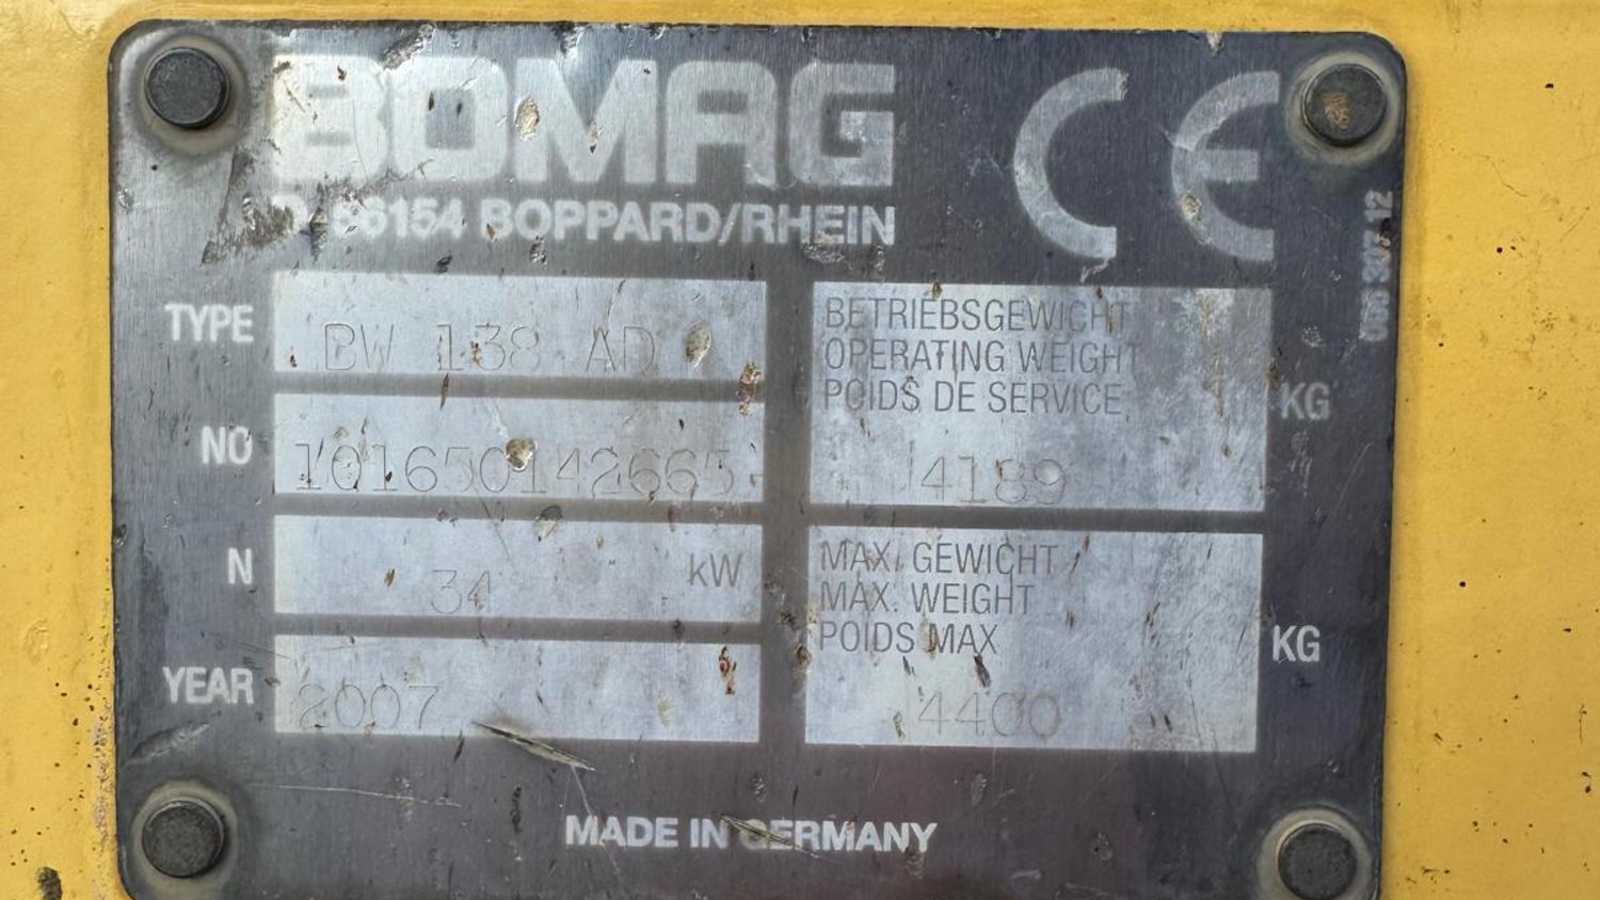 BOMAG CE
56154 BOPPARD/RHEIN
TYPE BW 138 AD
NO 101650142665
N 34 kW
YEAR 2007
BETRIEBSGEWICHT
OPERATING WEIGHT
POIDS DE SERVICE
4189 KG
MAX. GEWICHT
MAX. WEIGHT
POIDS MAX
4400 KG
MADE IN GERMANY